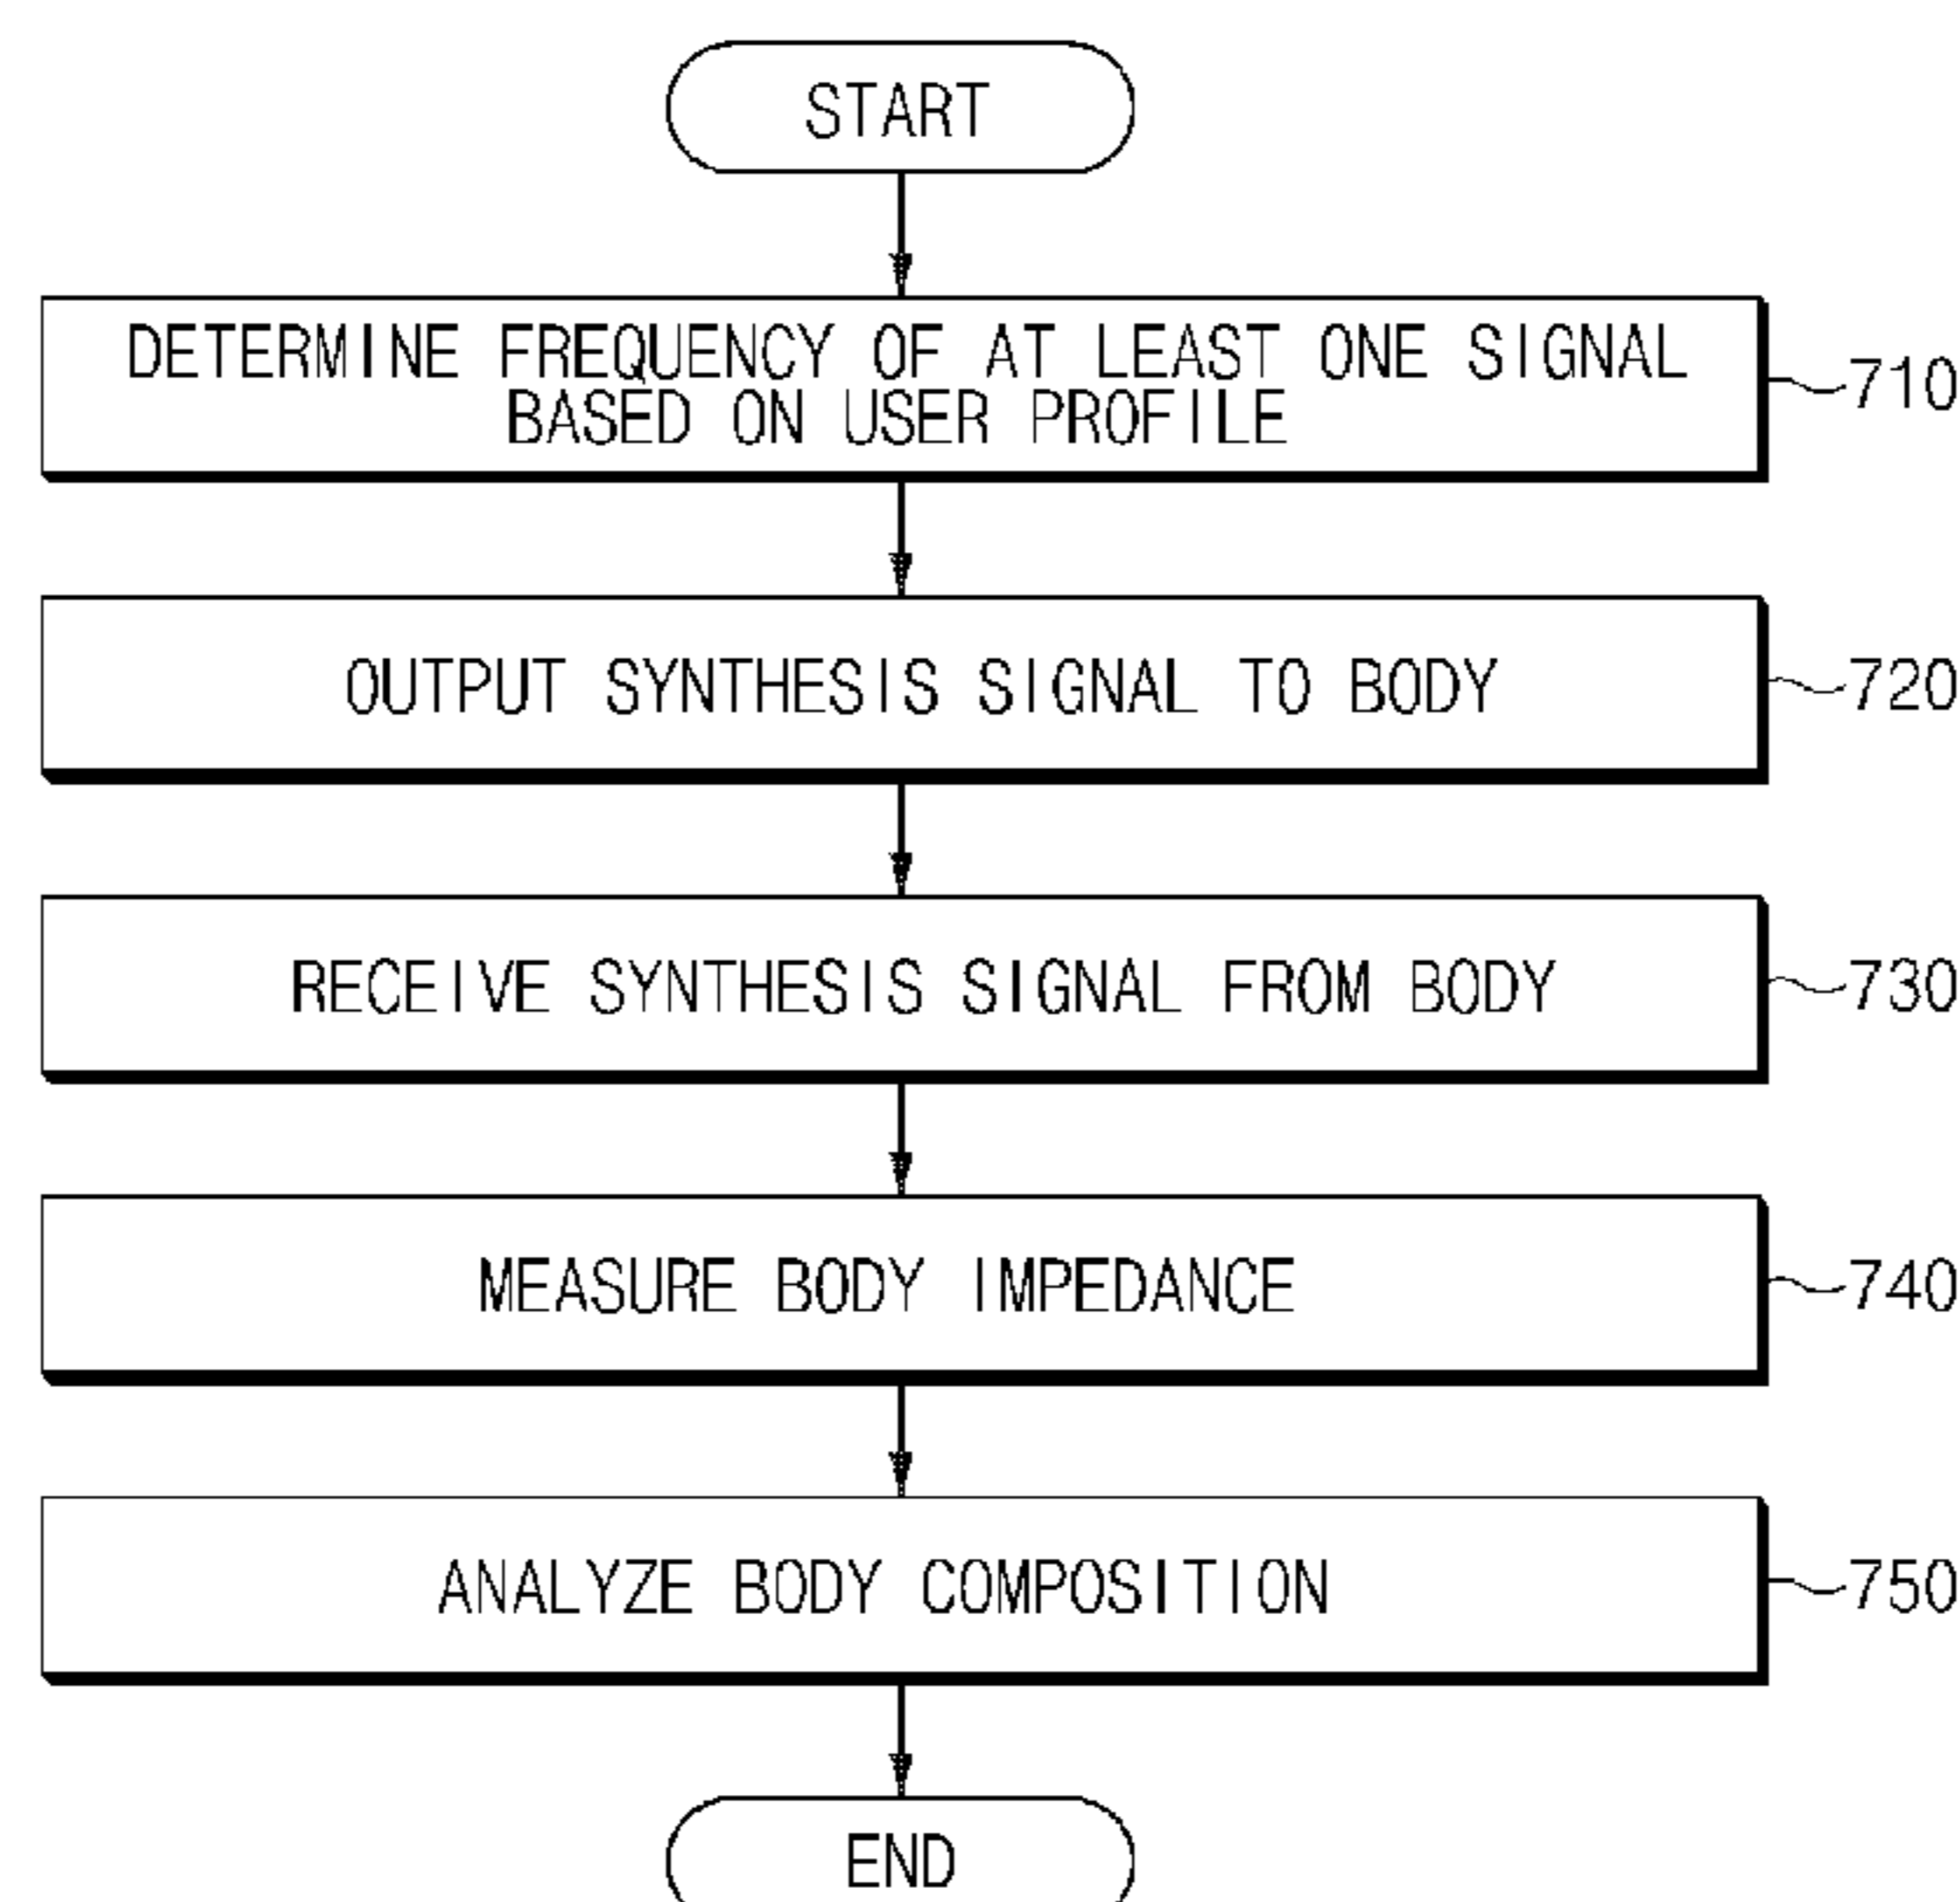 START
DETERMINE FREQUENCY OF AT LEAST ONE SIGNAL
BASED ON USER PROFILE
710
OUTPUT SYNTHESIS SIGNAL TO BODY
720
RECEIVE SYNTHESIS SIGNAL FROM BODY
730
MEASURE BODY IMPEDANCE
740
ANALYZE BODY COMPOSITION
750
END